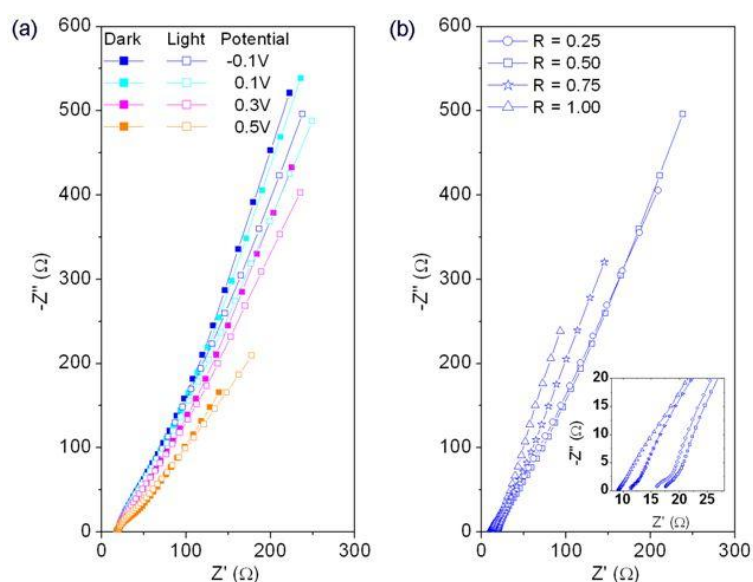 (a)
Dark Light Potential
-0.1V
0.1V
0.3V
0.5V
600
500
400
300
200
100
0
-Z'' (Ω)
0 100 200 300
Z' (Ω)
(b)
R = 0.25
R = 0.50
R = 0.75
R = 1.00
600
500
400
300
200
100
0
-Z'' (Ω)
0 100 200 300
Z' (Ω)
20
15
10
5
0
-Z'' (Ω)
10 15 20 25
Z' (Ω)